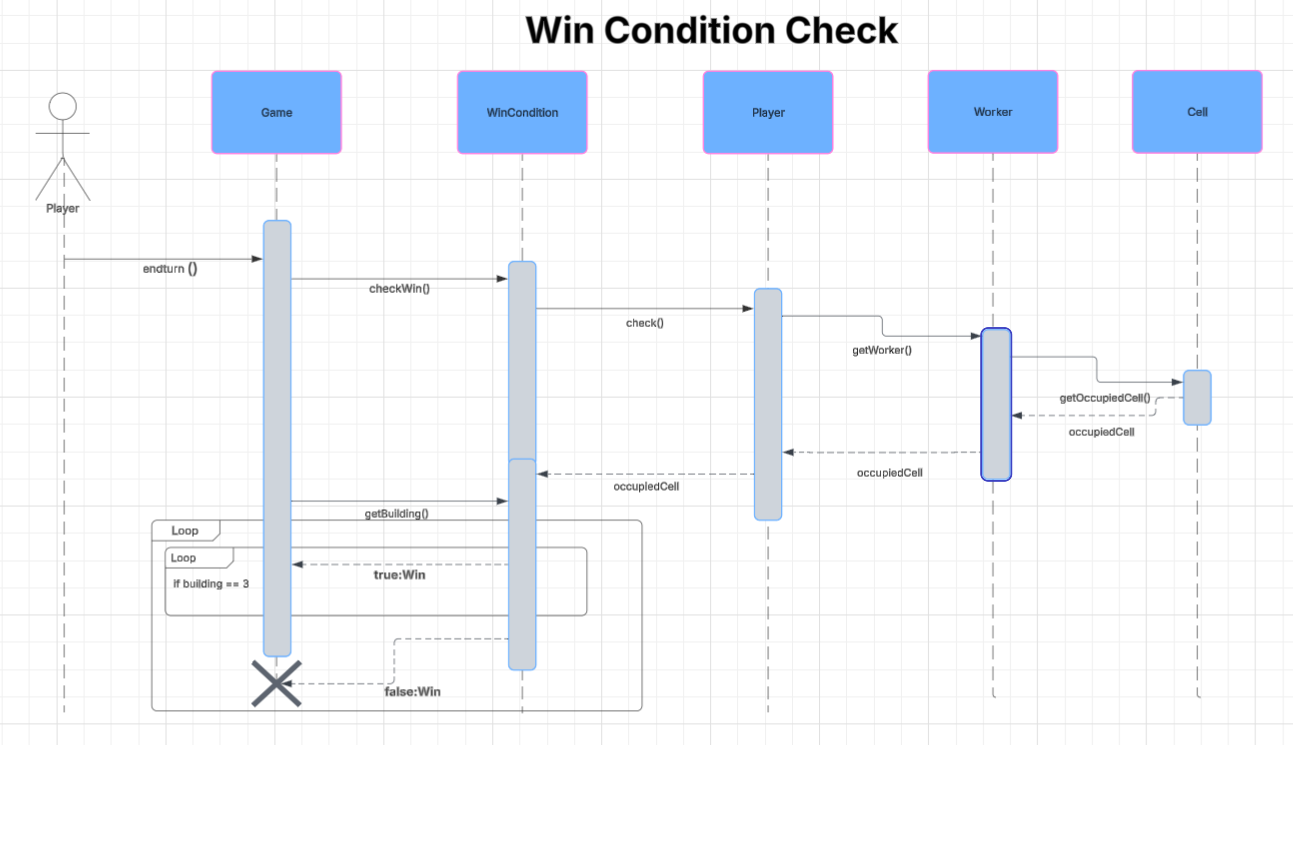 Win Condition Check
Game
WinCondition
Player
Worker
Cell
Player
endturn ()
checkWin()
check()
getWorker()
getOccupiedCell()
occupiedCell
occupiedCell
occupiedCell
getBuilding()
Loop
Loop
if building == 3
true:Win
false:Win